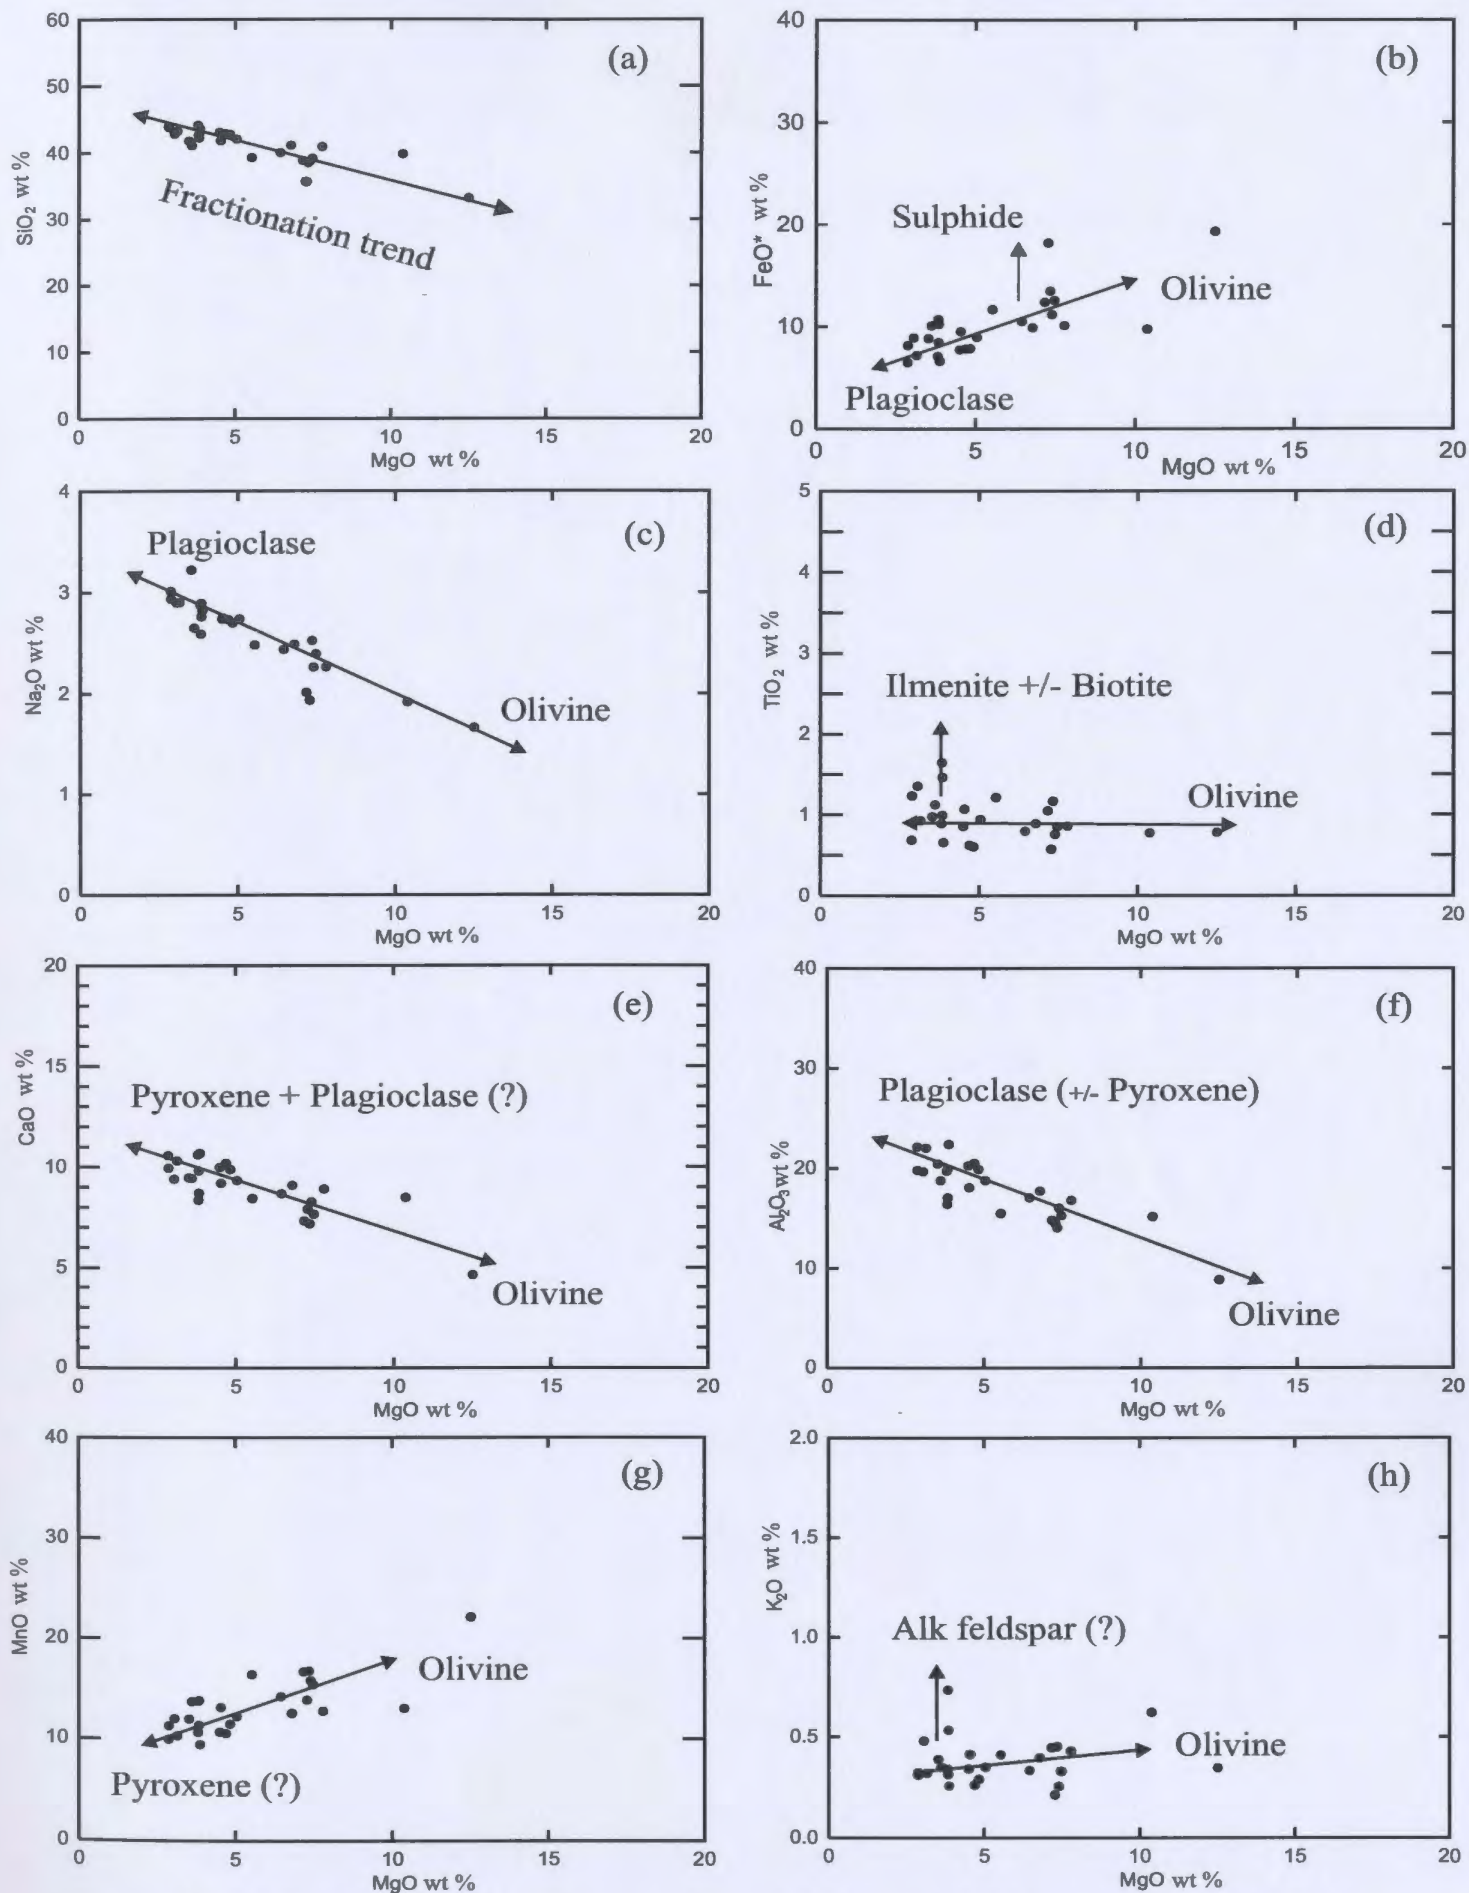 (a)
60
50
40
30
20
10
0
SiO₂ wt %
Fractionation trend
0 5 10 15 20
MgO wt %
(b)
40
30
20
10
0
FeO* wt %
Sulphide
Olivine
Plagioclase
0 5 10 15 20
MgO wt %
(c)
4
3
2
1
0
Na₂O wt %
Plagioclase
Olivine
0 5 10 15 20
MgO wt %
(d)
5
4
3
2
1
0
TiO₂ wt %
Ilmenite +/- Biotite
Olivine
0 5 10 15 20
MgO wt %
(e)
20
15
10
5
0
CaO wt %
Pyroxene + Plagioclase (?)
Olivine
0 5 10 15 20
MgO wt %
(f)
40
30
20
10
0
Al₂O₃wt %
Plagioclase (+/- Pyroxene)
Olivine
0 5 10 15 20
MgO wt %
(g)
40
30
20
10
0
MnO wt %
Olivine
Pyroxene (?)
0 5 10 15 20
MgO wt %
(h)
2.0
1.5
1.0
0.5
0.0
K₂O wt %
Alk feldspar (?)
Olivine
0 5 10 15 20
MgO wt %